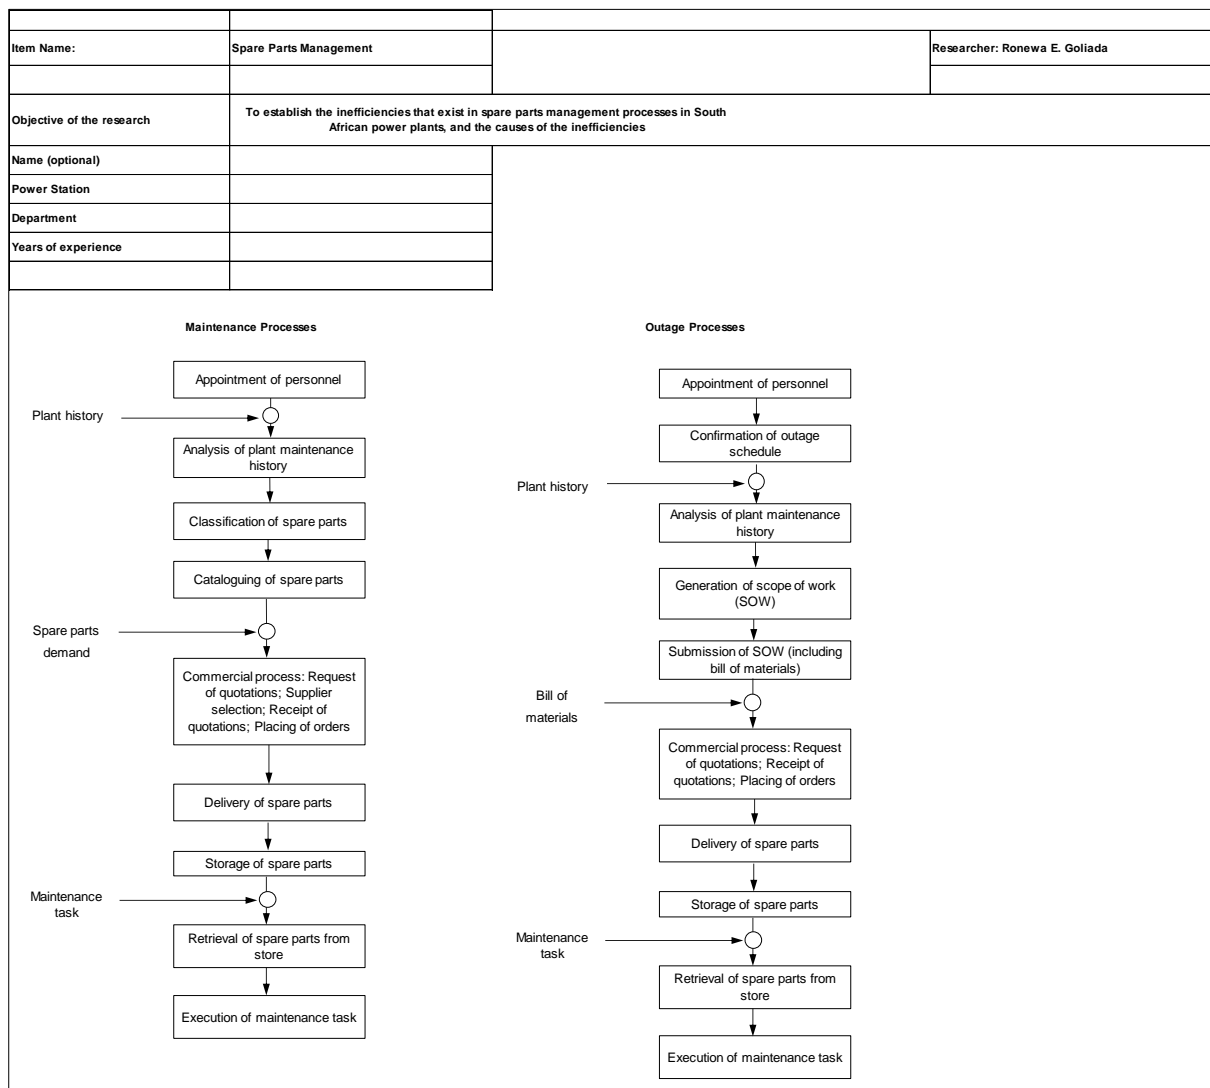 Item Name:
Spare Parts Management
Researcher: Ronewa E. Goliada
Objective of the research
To establish the inefficiencies that exist in spare parts management processes in South
African power plants, and the causes of the inefficiencies
Name (optional)
Power Station
Department
Years of experience
Maintenance Processes
Appointment of personnel
Plant history
Analysis of plant maintenance
history
Classification of spare parts
Cataloguing of spare parts
Spare parts
demand
Commercial process: Request
of quotations; Supplier
selection; Receipt of
quotations; Placing of orders
Delivery of spare parts
Storage of spare parts
Maintenance
task
Retrieval of spare parts from
store
Execution of maintenance task
Outage Processes
Appointment of personnel
Confirmation of outage
schedule
Plant history
Analysis of plant maintenance
history
Generation of scope of work
(SOW)
Submission of SOW (including
bill of materials)
Bill of
materials
Commercial process: Request
of quotations; Receipt of
quotations; Placing of orders
Delivery of spare parts
Storage of spare parts
Maintenance
task
Retrieval of spare parts from
store
Execution of maintenance task